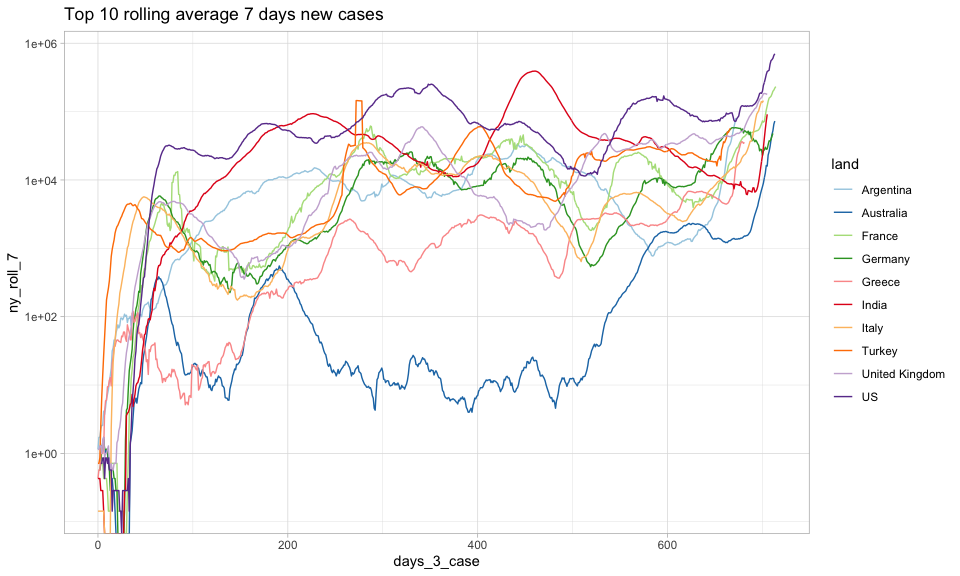 Top 10 rolling average 7 days new cases
1e+06
1e+04
1e+02
1e+00
ny_roll_7
0
200
400
600
days_3_case
land
Argentina
Australia
France
Germany
Greece
India
Italy
Turkey
United Kingdom
US